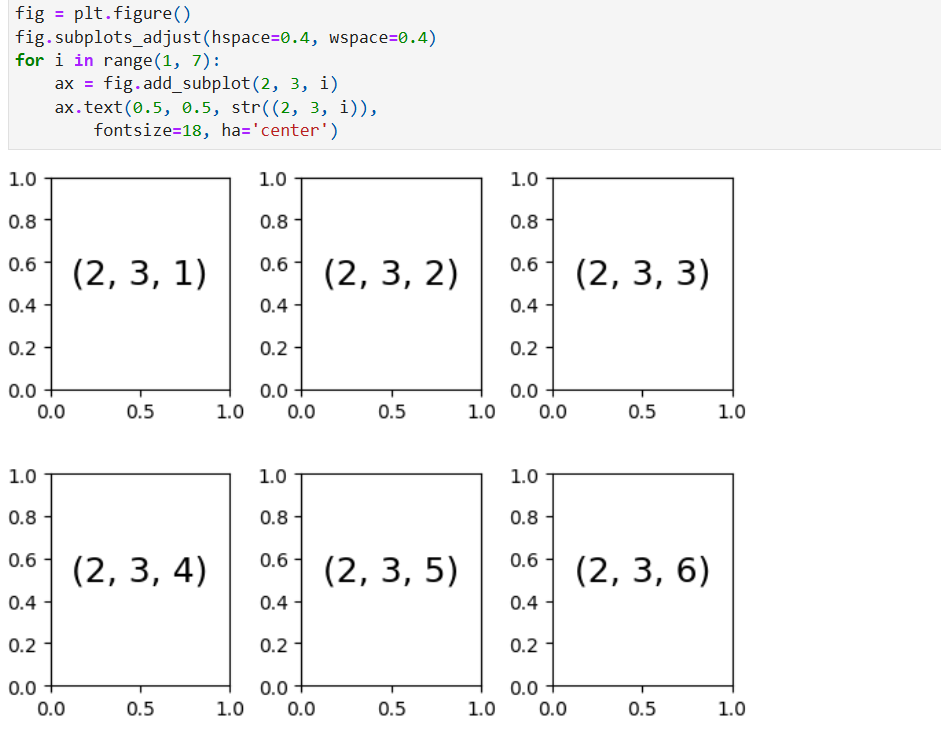 fig = plt.figure()
fig.subplots_adjust(hspace=0.4, wspace=0.4)
for i in range(1, 7):
    ax = fig.add_subplot(2, 3, i)
    ax.text(0.5, 0.5, str((2, 3, i)),
        fontsize=18, ha='center')
1.0 1.0 1.0
0.8 0.8 0.8
0.6 0.6 0.6
(2, 3, 1) (2, 3, 2) (2, 3, 3)
0.4 0.4 0.4
0.2 0.2 0.2
0.0 0.0 0.0
0.0 0.5 1.0 0.0 0.5 1.0 0.0 0.5 1.0
1.0 1.0 1.0
0.8 0.8 0.8
0.6 0.6 0.6
(2, 3, 4) (2, 3, 5) (2, 3, 6)
0.4 0.4 0.4
0.2 0.2 0.2
0.0 0.0 0.0
0.0 0.5 1.0 0.0 0.5 1.0 0.0 0.5 1.0